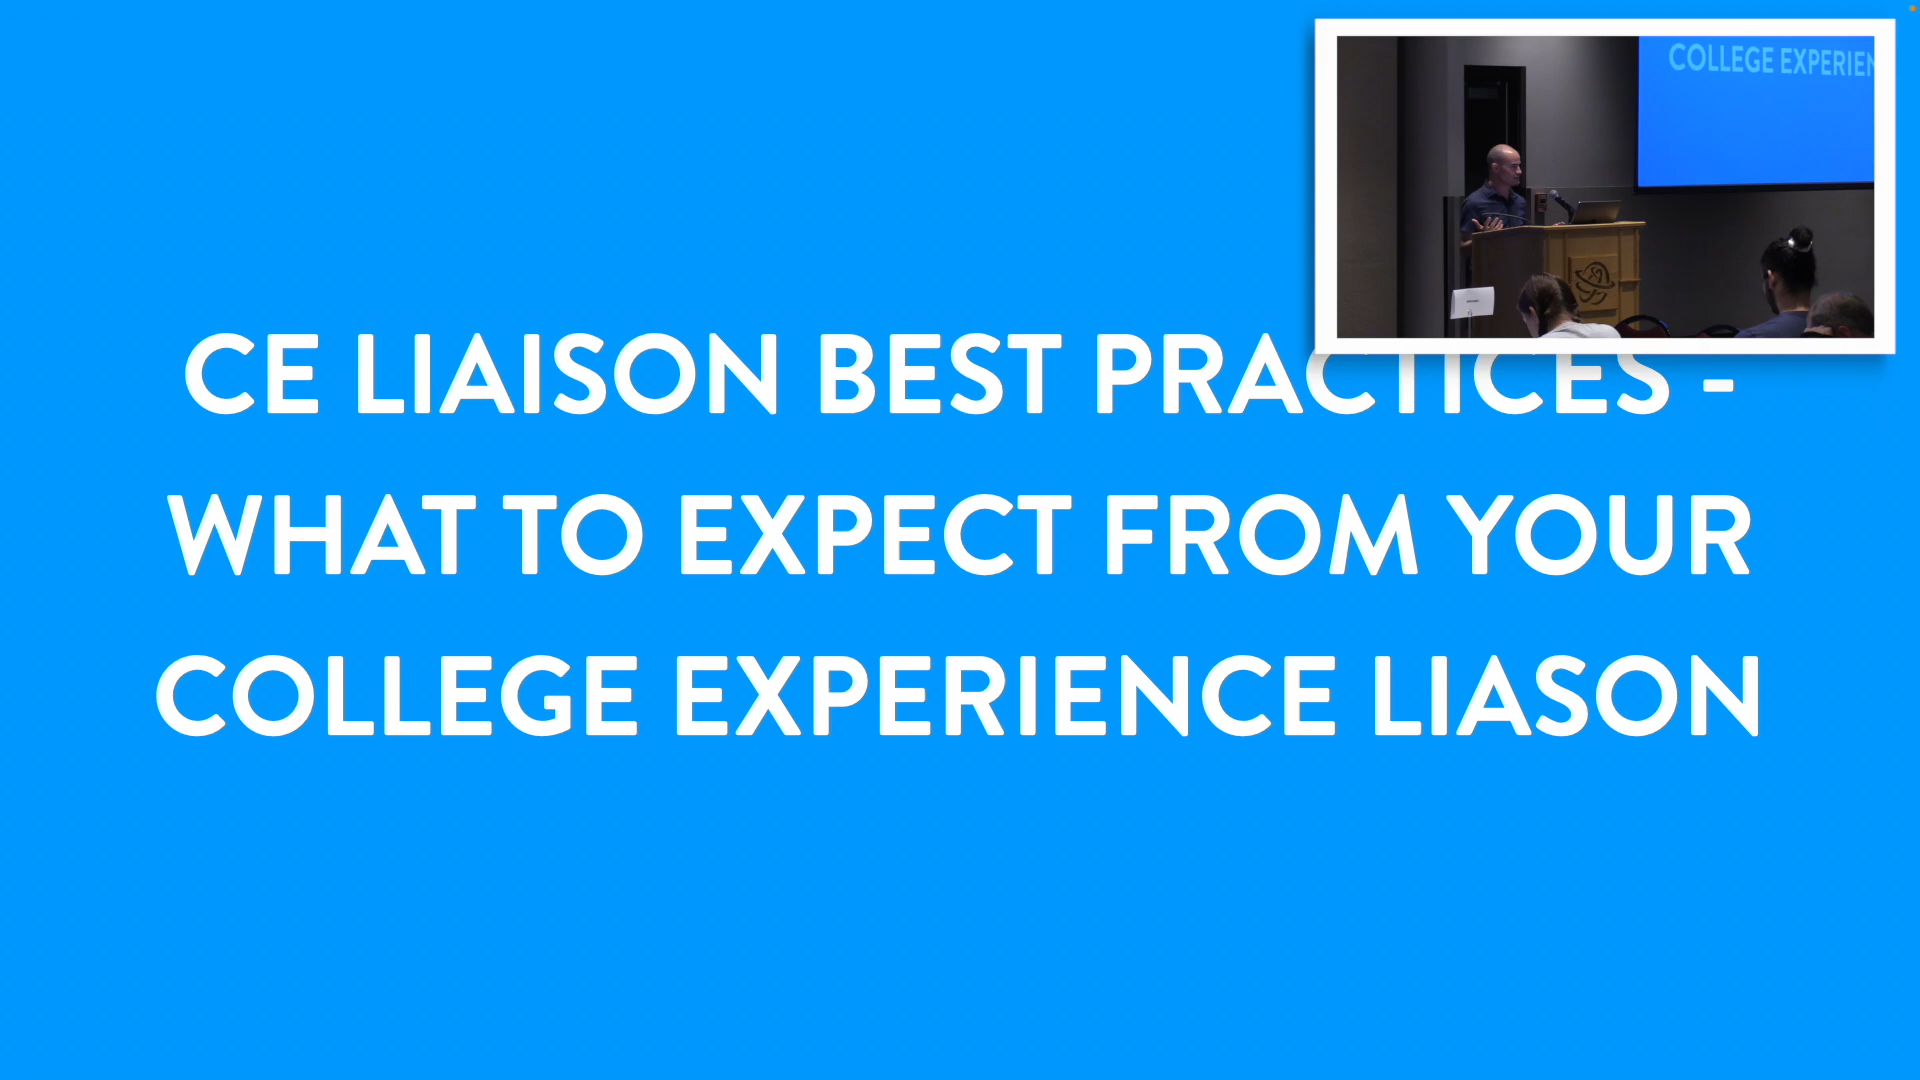 COLLEGE EXPERIEN
CE LIAISON BEST PRACTICES -
WHAT TO EXPECT FROM YOUR
COLLEGE EXPERIENCE LIASON